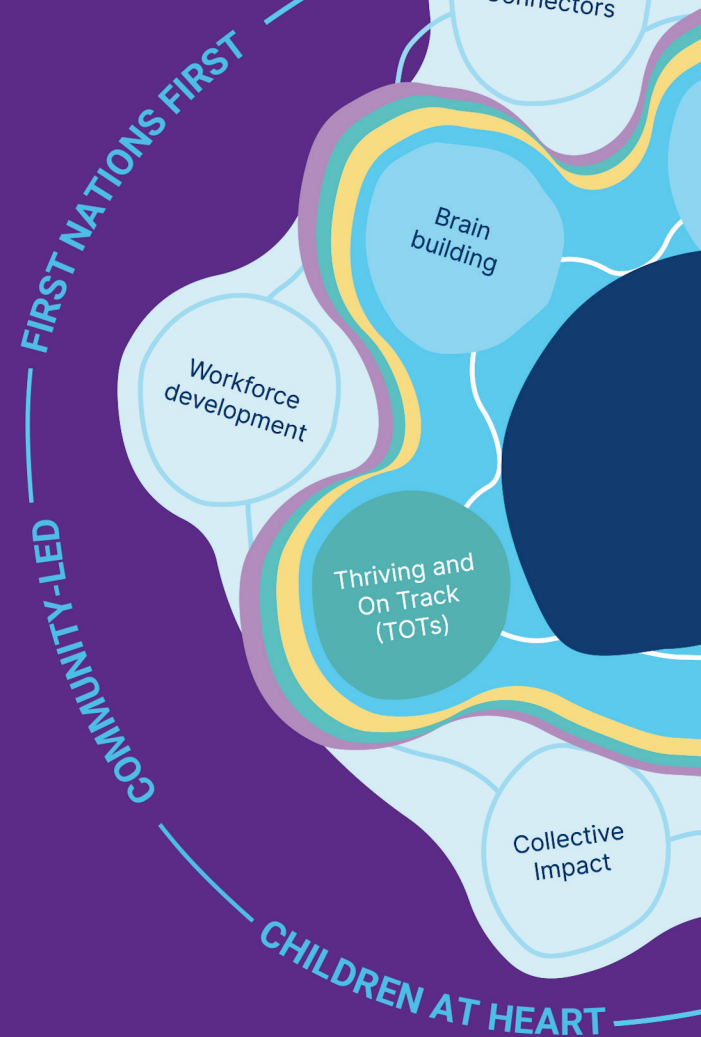 Connectors
FIRST NATIONS FIRST
Brain
building
Workforce
development
COMMUNITY-LED
Thriving and
On Track
(TOTs)
Collective
Impact
CHILDREN AT HEART